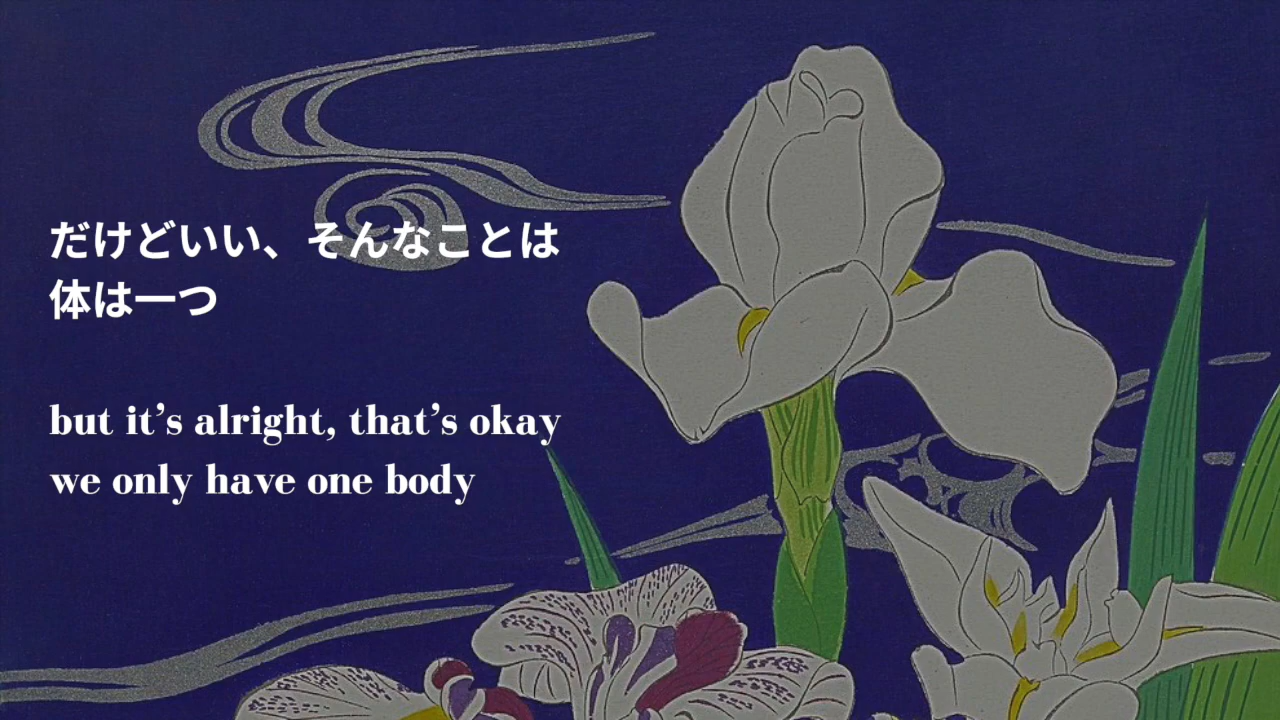 だけどいい、そんなことは
体は一つ
but it’s alright, that’s okay
we only have one body